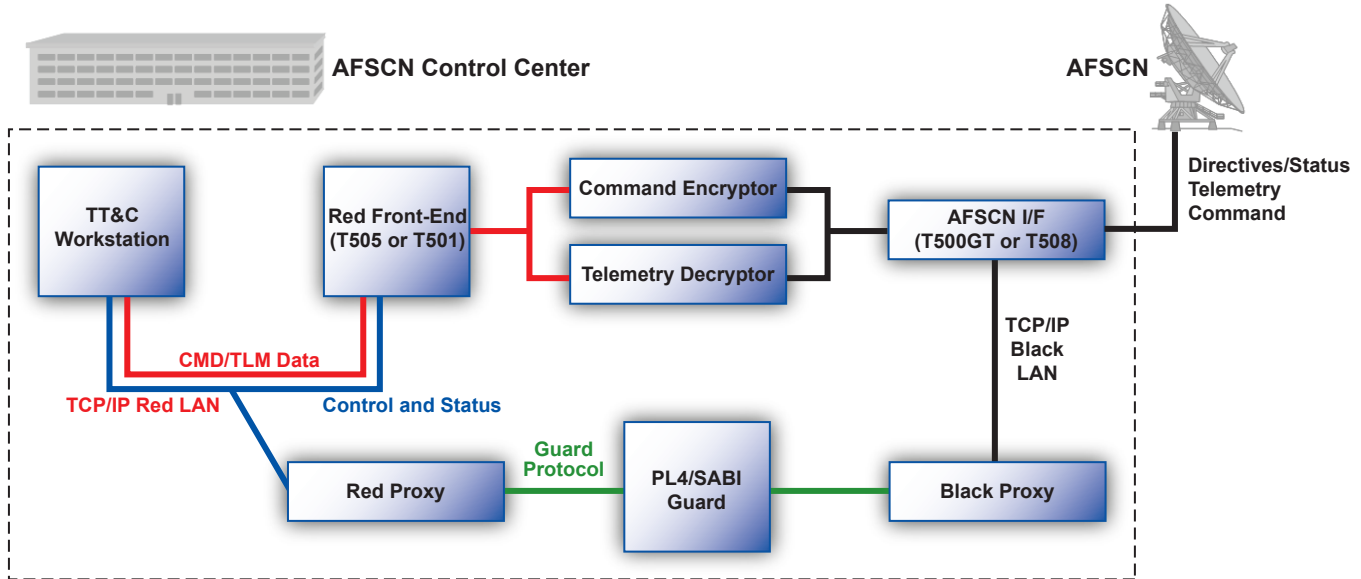 AFSCN Control Center
AFSCN
Directives/Status
Telemetry
Command
TT&C
Workstation
Red Front-End
(T505 or T501)
Command Encryptor
Telemetry Decryptor
AFSCN I/F
(T500GT or T508)
CMD/TLM Data
TCP/IP Red LAN
Control and Status
TCP/IP
Black
LAN
Red Proxy
Guard
Protocol
PL4/SABI
Guard
Black Proxy